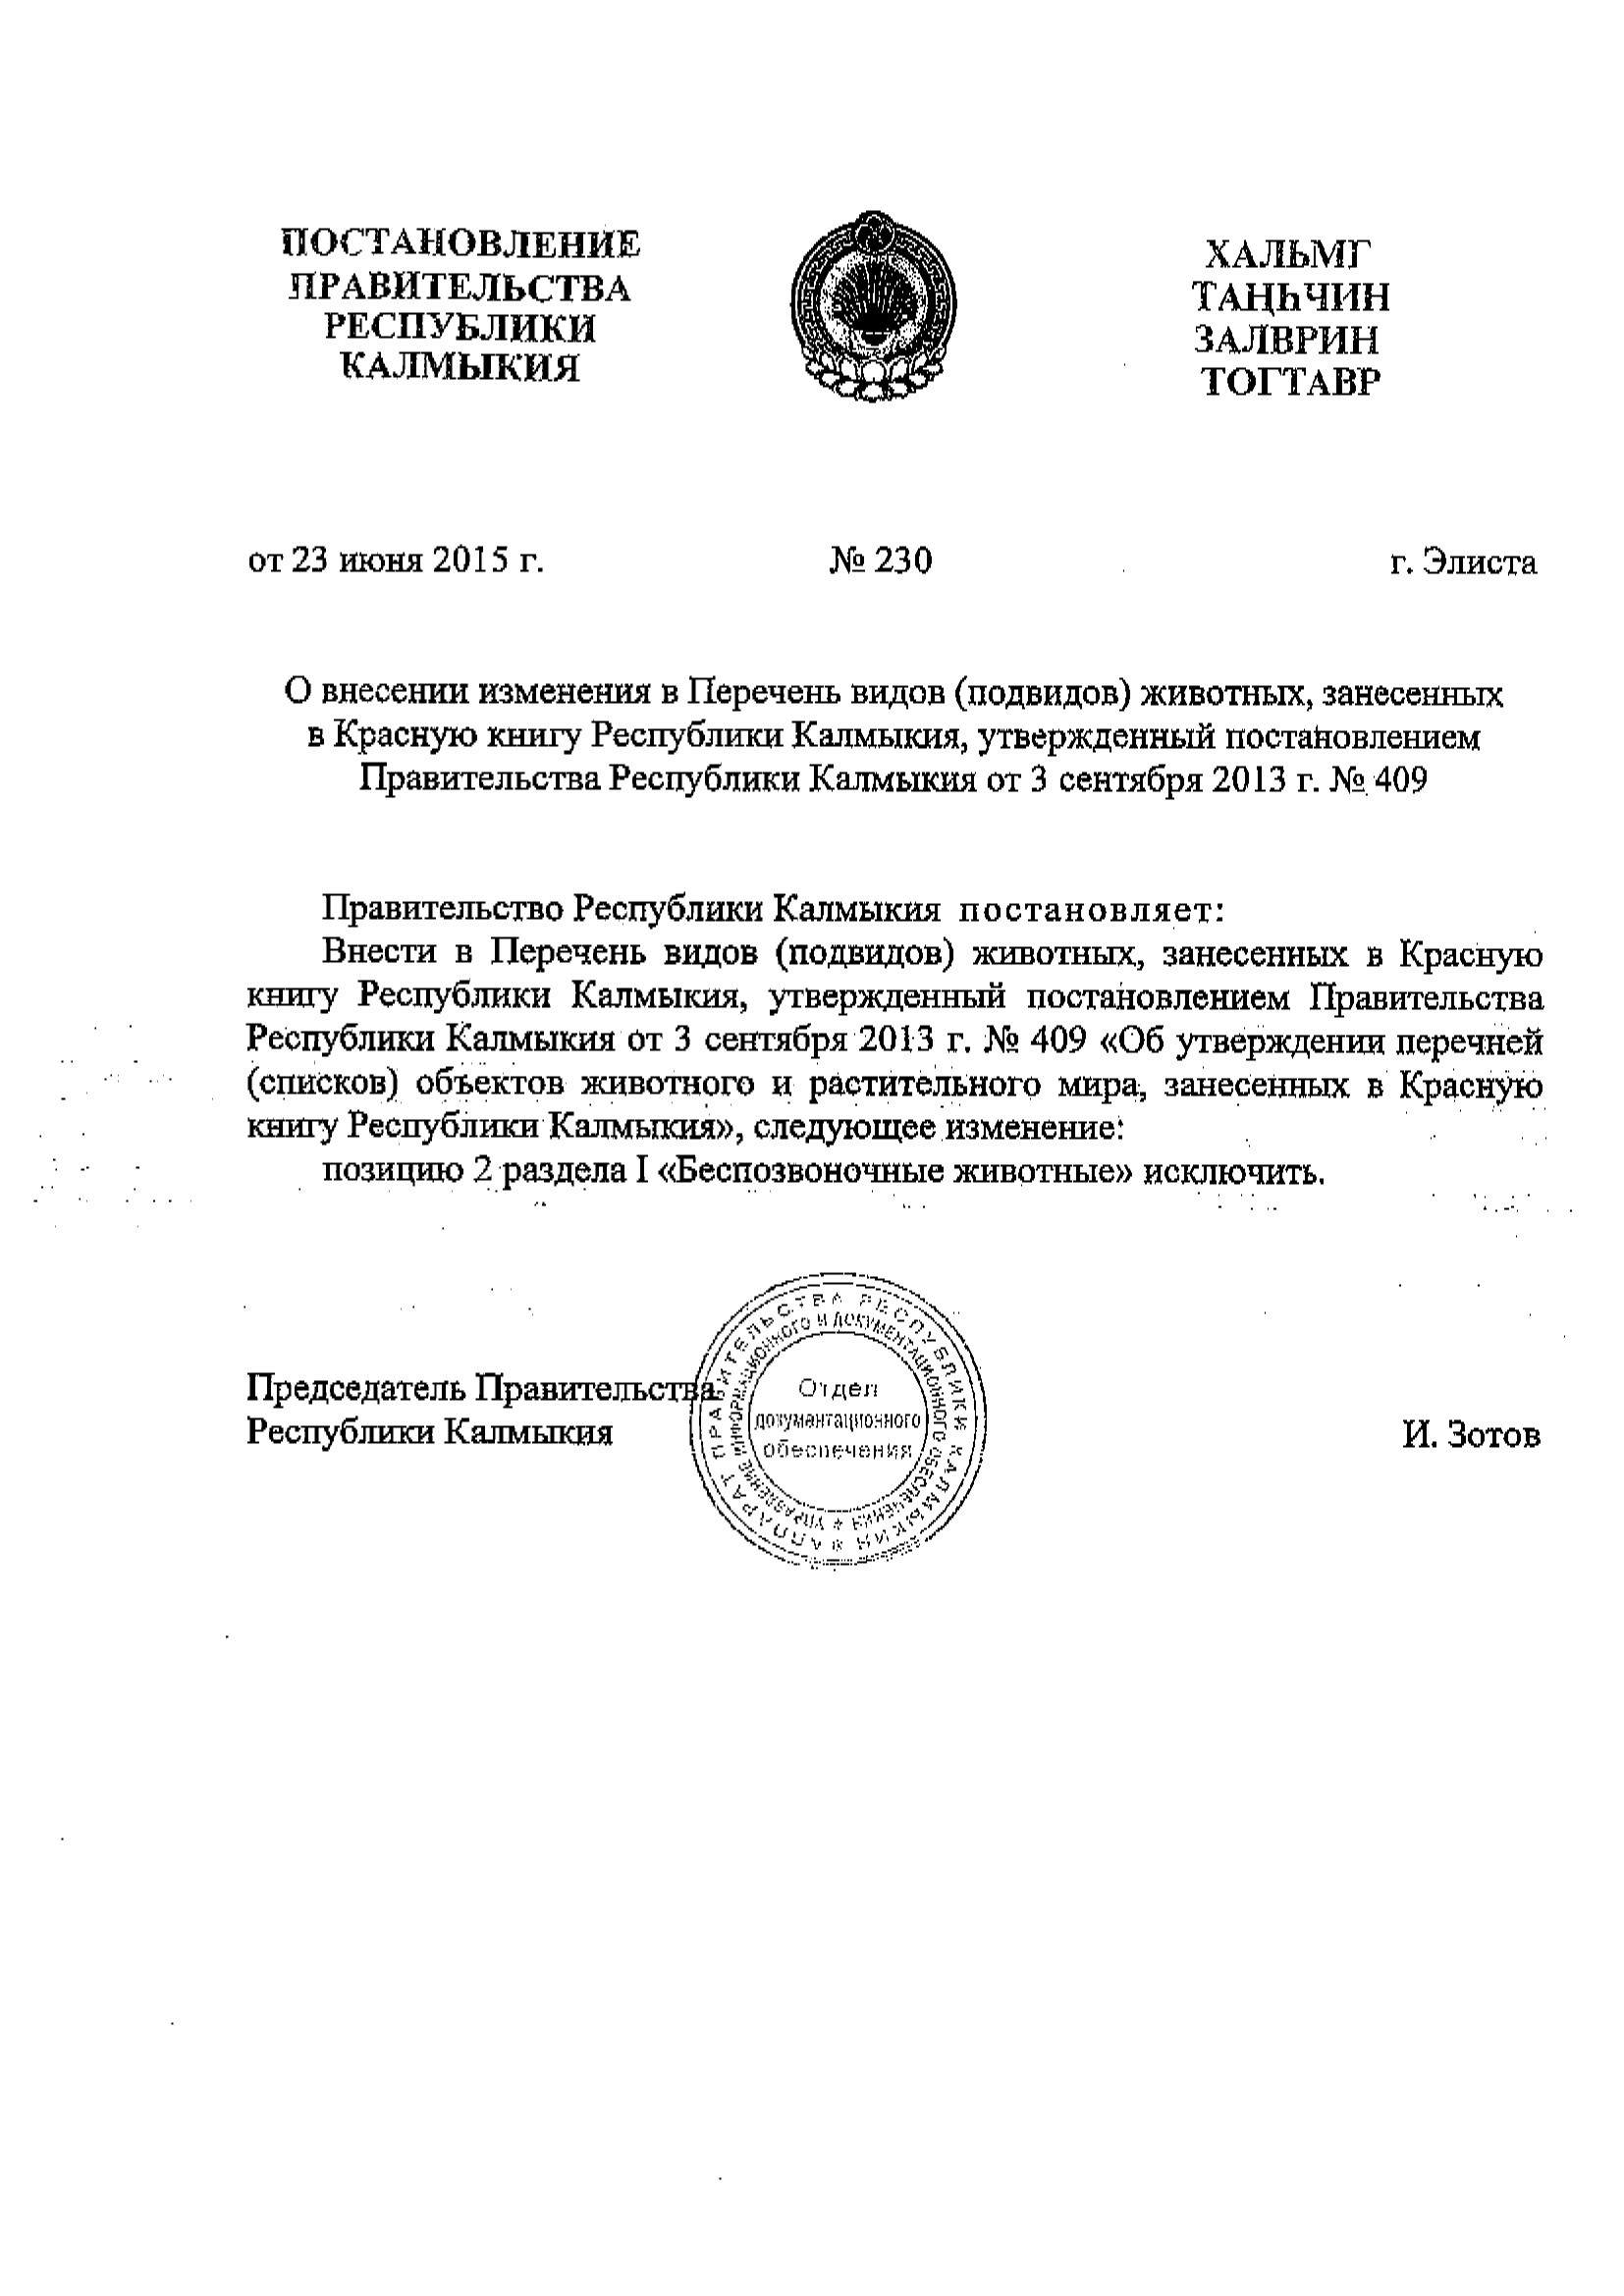 ПОСТАНОВЛЕНИЕ
ПРАВИТЕЛЬСТВА
РЕСПУБЛИКИ
КАЛМЫКИЯ
ХАЛЬМГ
ТАҢҺЧИН
ЗАЛВРИН
ТОГТАВР
от 23 июня 2015 г.
№ 230
г. Элиста
О внесении изменения в Перечень видов (подвидов) животных, занесенных
в Красную книгу Республики Калмыкия, утвержденный постановлением
Правительства Республики Калмыкия от 3 сентября 2013 г. № 409
Правительство Республики Калмыкия постановляет:
Внести в Перечень видов (подвидов) животных, занесенных в Красную
книгу Республики Калмыкия, утвержденный постановлением Правительства
Республики Калмыкия от 3 сентября 2013 г. № 409 «Об утверждении перечней
(списков) объектов животного и растительного мира, занесенных в Красную
книгу Республики Калмыкия», следующее изменение:
позицию 2 раздела I «Беспозвоночные животные» исключить.
Председатель Правительства
Республики Калмыкия
И. Зотов
АППАРАТ ПРАВИТЕЛЬСТВА РЕСПУБЛИКИ КАЛМЫКИЯ *
УПРАВЛЕНИЕ ИНФОРМАЦИОННОГО И ДОКУМЕНТАЦИОННОГО ОБЕСПЕЧЕНИЯ *
Отдел
документационного
обеспечения